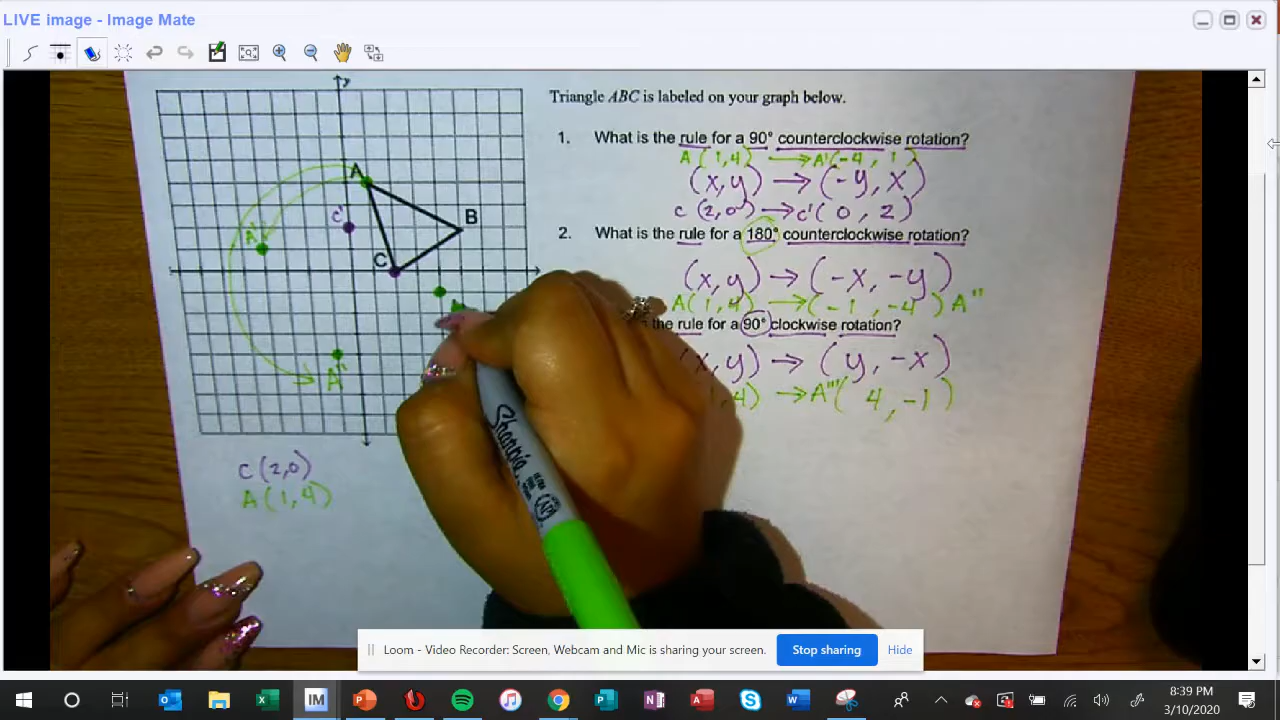 LIVE image - Image Mate
y
A
B
C
A'
C'
A"
C (2,0)
A (1,4)
Triangle ABC is labeled on your graph below.
1. What is the rule for a 90° counterclockwise rotation?
A (1,4) → A'(-4, 1)
(x,y) → (-y, x)
C (2,0) → C'(0, 2)
2. What is the rule for a 180° counterclockwise rotation?
(x,y) → (-x, -y)
A(1,4) → (-1, -4) A"
the rule for a 90° clockwise rotation?
x,y) → (y, -x)
,4) → A'''(4, -1)
Sharpie
Loom - Video Recorder: Screen, Webcam and Mic is sharing your screen.
Stop sharing
Hide
IM
8:39 PM
3/10/2020